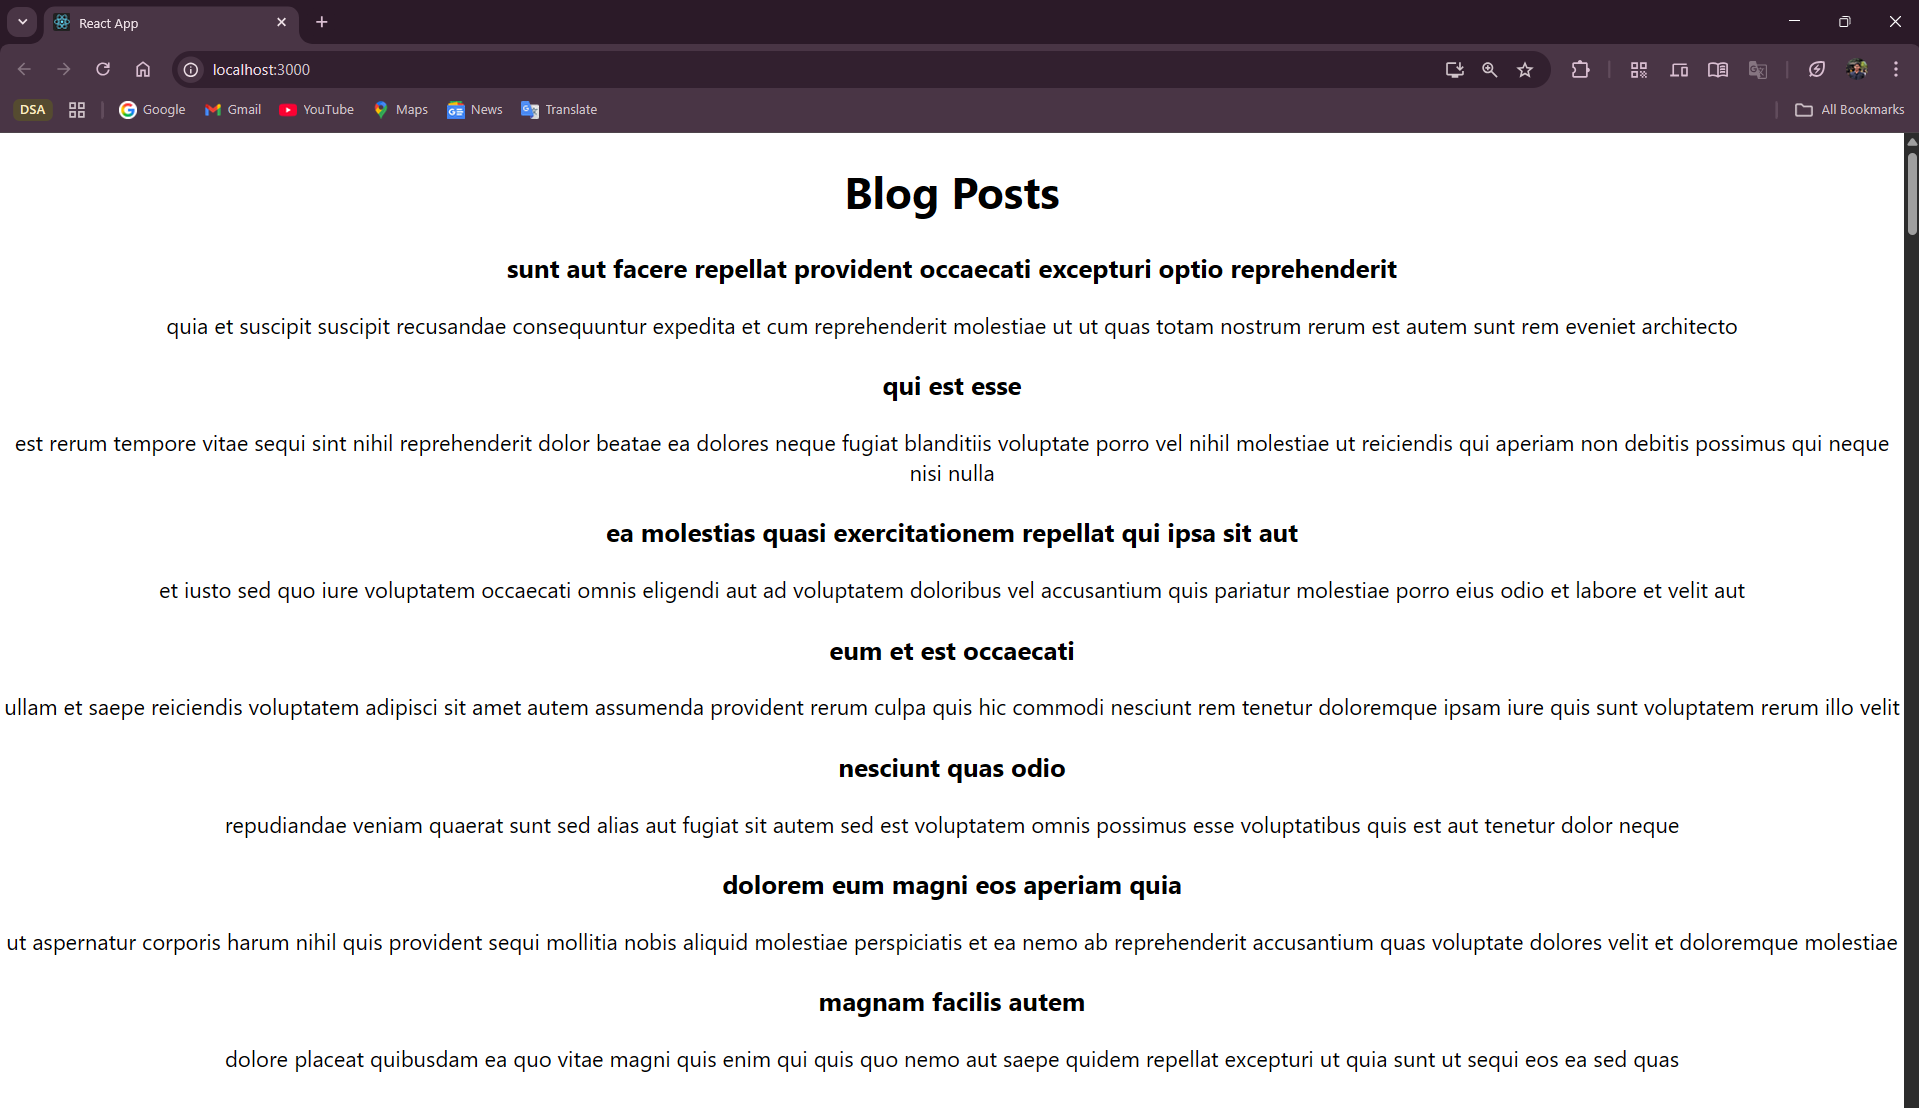 React App
localhost:3000
DSA
Google
Gmail
YouTube
Maps
News
Translate
All Bookmarks
Blog Posts
sunt aut facere repellat provident occaecati excepturi optio reprehenderit
quia et suscipit suscipit recusandae consequuntur expedita et cum reprehenderit molestiae ut ut quas totam nostrum rerum est autem sunt rem eveniet architecto
qui est esse
est rerum tempore vitae sequi sint nihil reprehenderit dolor beatae ea dolores neque fugiat blanditiis voluptate porro vel nihil molestiae ut reiciendis qui aperiam non debitis possimus qui neque
nisi nulla
ea molestias quasi exercitationem repellat qui ipsa sit aut
et iusto sed quo iure voluptatem occaecati omnis eligendi aut ad voluptatem doloribus vel accusantium quis pariatur molestiae porro eius odio et labore et velit aut
eum et est occaecati
ullam et saepe reiciendis voluptatem adipisci sit amet autem assumenda provident rerum culpa quis hic commodi nesciunt rem tenetur doloremque ipsam iure quis sunt voluptatem rerum illo velit
nesciunt quas odio
repudiandae veniam quaerat sunt sed alias aut fugiat sit autem sed est voluptatem omnis possimus esse voluptatibus quis est aut tenetur dolor neque
dolorem eum magni eos aperiam quia
ut aspernatur corporis harum nihil quis provident sequi mollitia nobis aliquid molestiae perspiciatis et ea nemo ab reprehenderit accusantium quas voluptate dolores velit et doloremque molestiae
magnam facilis autem
dolore placeat quibusdam ea quo vitae magni quis enim qui quis quo nemo aut saepe quidem repellat excepturi ut quia sunt ut sequi eos ea sed quas